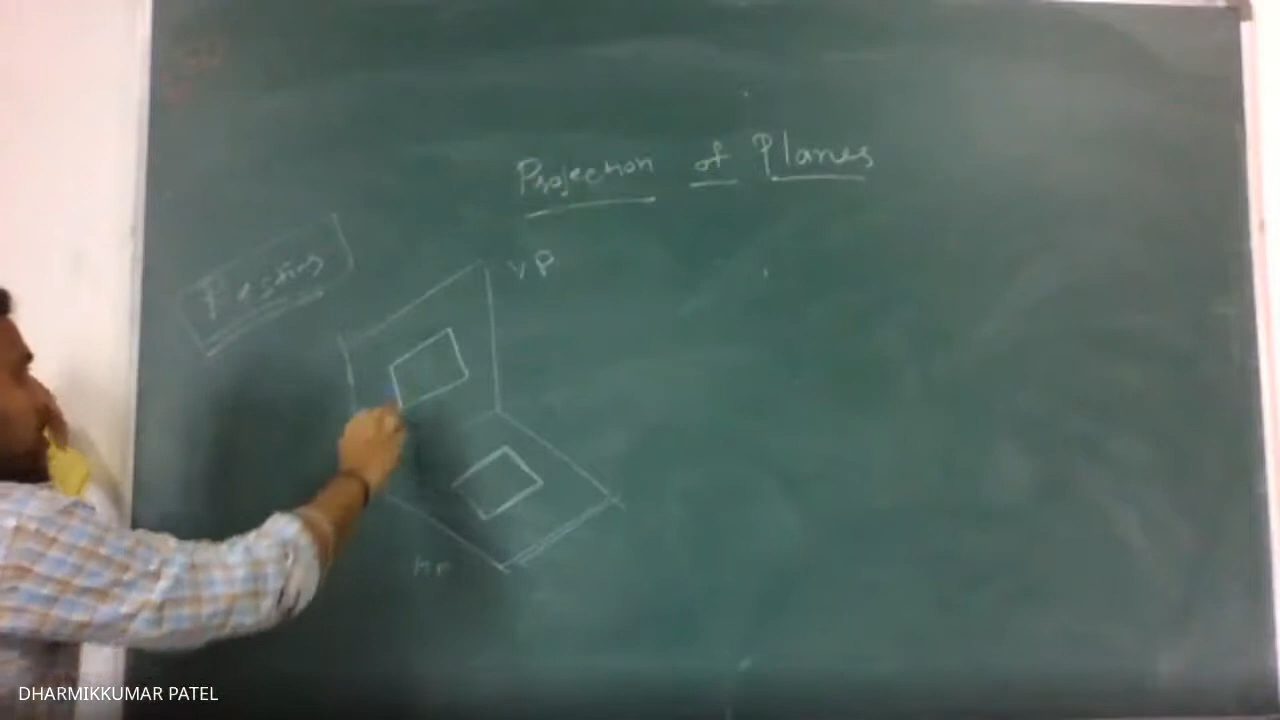 Projection of Planes
Resting
VP
HP
DHARMIKKUMAR PATEL